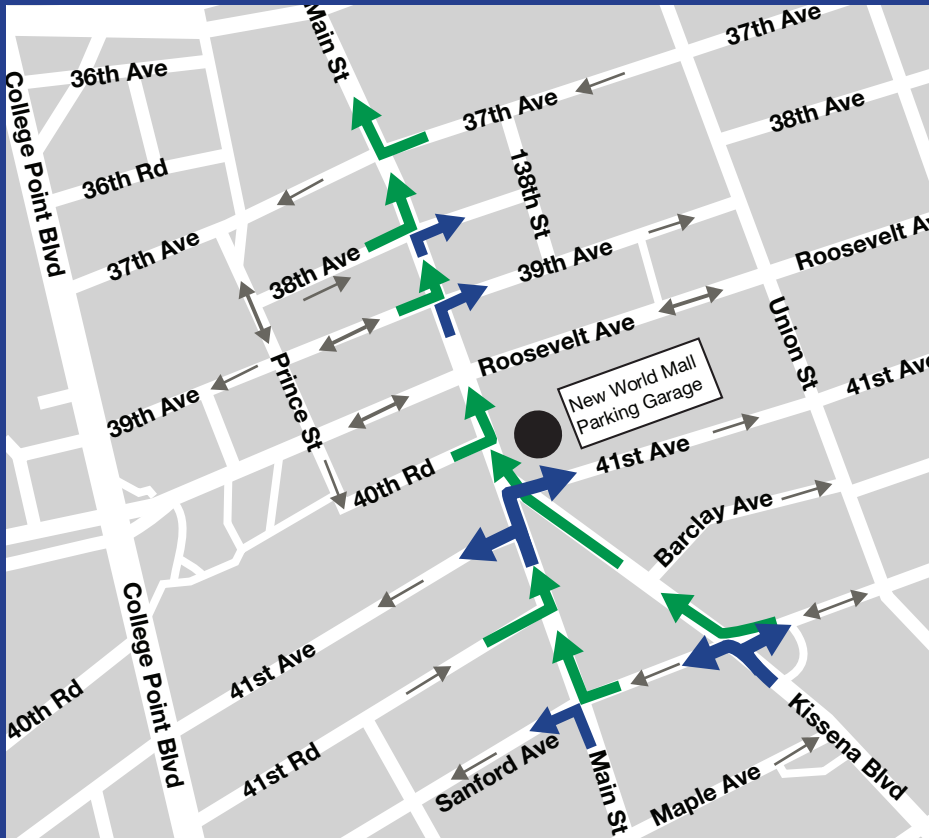 Main St
37th Ave
36th Ave
College Point Blvd
37th Ave
38th Ave
36th Rd
138th St
37th Ave
38th Ave
39th Ave
Roosevelt Av
Union St
Roosevelt Ave
New World Mall
Parking Garage
Prince St
39th Ave
41st Ave
40th Rd
41st Ave
Barclay Ave
College Point Blvd
41st Ave
40th Rd
41st Rd
Sanford Ave
Main St
Kissena Blvd
Maple Ave